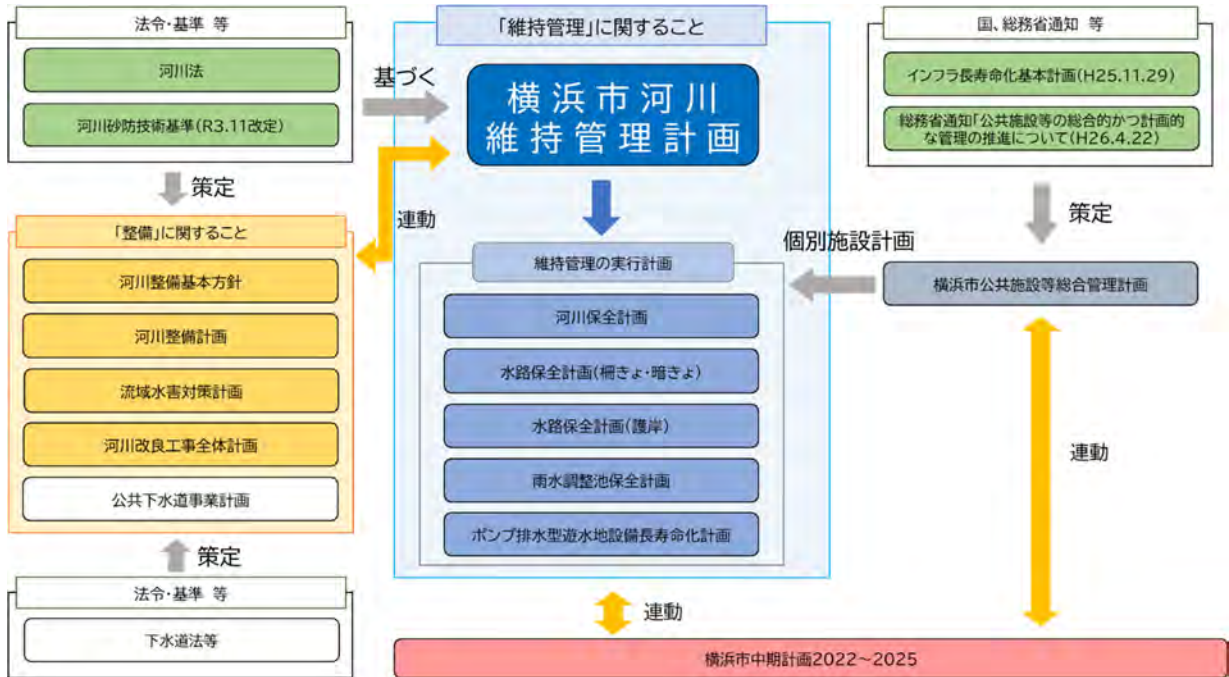 法令・基準 等
河川法
河川砂防技術基準(R3.11改定)
策定
「整備」に関すること
河川整備基本方針
河川整備計画
流域水害対策計画
河川改良工事全体計画
公共下水道事業計画
策定
法令・基準 等
下水道法等
基づく
連動
「維持管理」に関すること
横浜市河川
維持管理計画
維持管理の実行計画
河川保全計画
水路保全計画(柵きょ・暗きょ)
水路保全計画(護岸)
雨水調整池保全計画
ポンプ排水型遊水地設備長寿命化計画
連動
国、総務省通知 等
インフラ長寿命化基本計画(H25.11.29)
総務省通知「公共施設等の総合的かつ計画的
な管理の推進について(H26.4.22)
策定
個別施設計画
横浜市公共施設等総合管理計画
連動
横浜市中期計画2022～2025